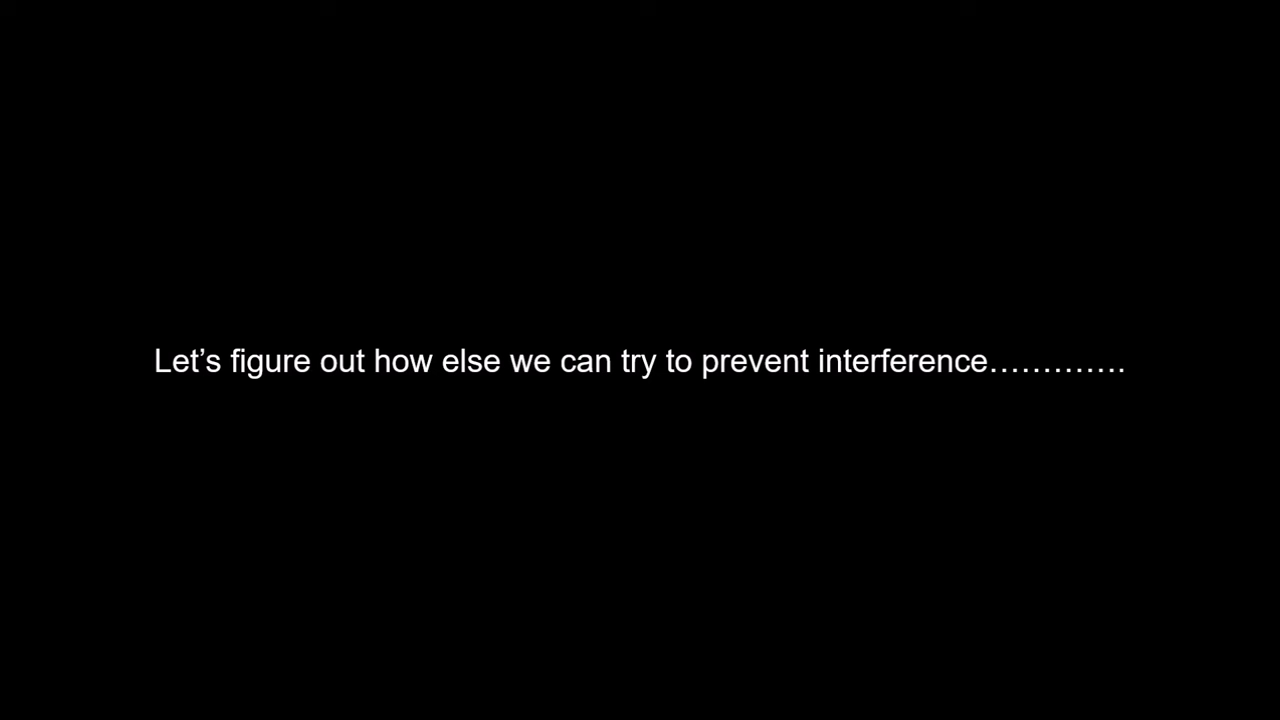 Let’s figure out how else we can try to prevent interference………….